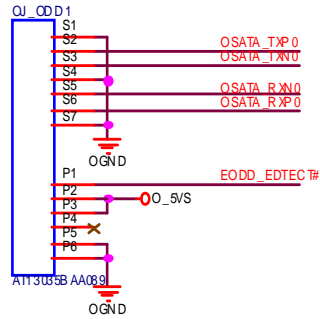 OJ_ODD1
S1
S2
OSATA_TXP0
S3
OSATA_TXN0
S4
S5
OSATA_RXN0
S6
OSATA_RXP0
S7
OGND
P1
EODD_EDTECT#
P2
O_5VS
P3
P4
P5
P6
A113035BAA089
OGND